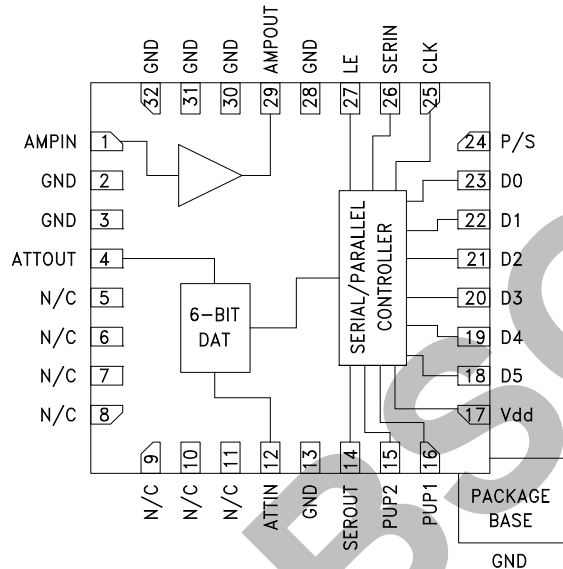 GND
GND
GND
AMPOUT
GND
LE
SERIN
CLK
32
31
30
29
28
27
26
25
AMPIN 1
GND 2
GND 3
ATTOUT 4
N/C 5
N/C 6
N/C 7
N/C 8
24 P/S
23 D0
22 D1
21 D2
20 D3
19 D4
18 D5
17 Vdd
6-BIT
DAT
SERIAL/PARALLEL
CONTROLLER
9
10
11
12
13
14
15
16
N/C
N/C
N/C
ATTIN
GND
SEROUT
PUP2
PUP1
PACKAGE
BASE
GND
BSO